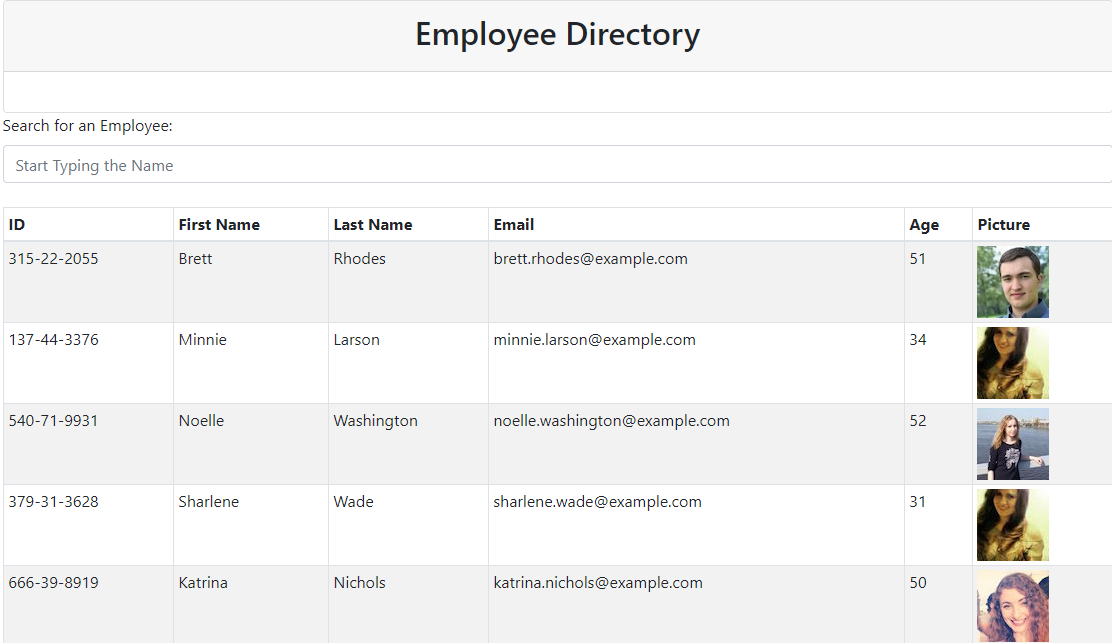 Employee Directory
Search for an Employee:
Start Typing the Name
ID First Name Last Name Email Age Picture
315-22-2055 Brett Rhodes brett.rhodes@example.com 51
137-44-3376 Minnie Larson minnie.larson@example.com 34
540-71-9931 Noelle Washington noelle.washington@example.com 52
379-31-3628 Sharlene Wade sharlene.wade@example.com 31
666-39-8919 Katrina Nichols katrina.nichols@example.com 50